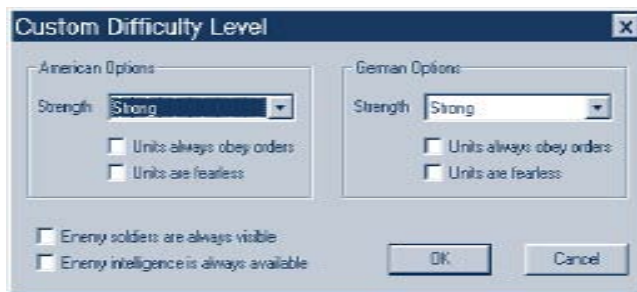 Custom Difficulty Level
American Options
Strength Strong
Units always obey orders
Units are fearless
German Options
Strength Strong
Units always obey orders
Units are fearless
Enemy soldiers are always visible
Enemy intelligence is always available
OK
Cancel